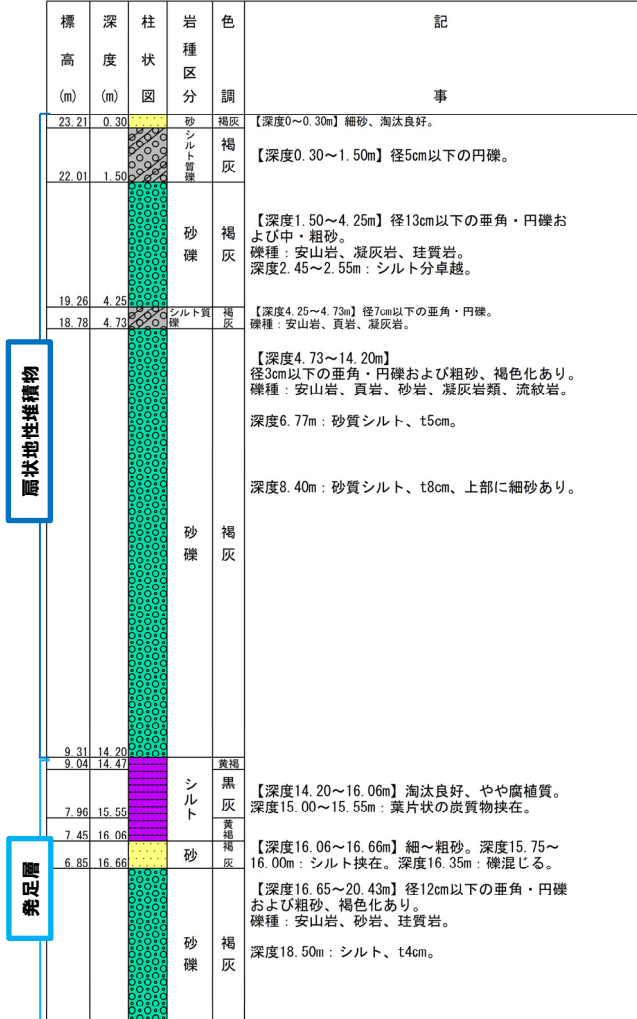 標高(m)
深度(m)
柱状図
岩種区分
色調
記事
23.21 0.30 砂 褐灰 【深度0～0.30m】細砂、淘汰良好。
22.01 1.50 シルト質礫 褐灰 【深度0.30～1.50m】径5cm以下の円礫。
19.26 4.25 砂礫 褐灰 【深度1.50～4.25m】径13cm以下の亜角・円礫お
よび中・粗砂。
礫種：安山岩、凝灰岩、珪質岩。
深度2.45～2.55m：シルト分卓越。
18.78 4.73 シルト質礫 褐灰 【深度4.25～4.73m】径7cm以下の亜角・円礫。
礫種：安山岩、頁岩、凝灰岩。
扇状地性堆積物
9.31 14.20 砂礫 褐灰 【深度4.73～14.20m】
径3cm以下の亜角・円礫および粗砂、褐色化あり。
礫種：安山岩、頁岩、砂岩、凝灰岩類、流紋岩。
深度6.77m：砂質シルト、t5cm。
深度8.40m：砂質シルト、t8cm、上部に細砂あり。
9.04 14.47 黄褐
7.96 15.55 シルト 黒灰 【深度14.20～16.06m】淘汰良好、やや腐植質。
深度15.00～15.55m：葉片状の炭質物挟在。
7.45 16.06 黄褐
6.85 16.66 砂 褐灰 【深度16.06～16.66m】細～粗砂。深度15.75～
16.00m：シルト挟在。深度16.35m：礫混じる。
発足層
砂礫 褐灰 【深度16.65～20.43m】径12cm以下の亜角・円礫
および粗砂、褐色化あり。
礫種：安山岩、砂岩、珪質岩。
深度18.50m：シルト、t4cm。